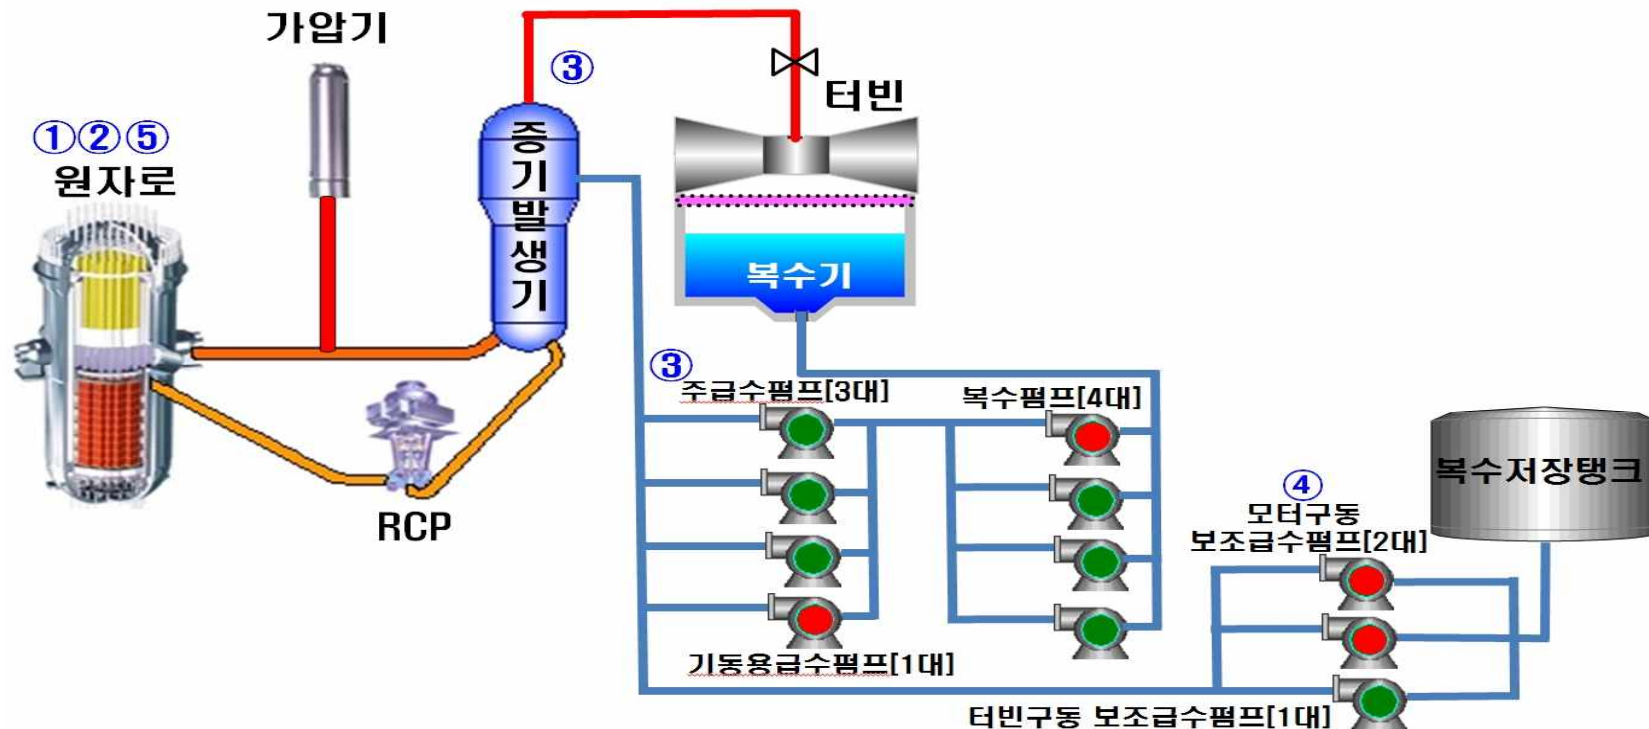 가압기
③
터빈
①②⑤
원자로
증기발생기
복수기
③
주급수펌프[3대]
복수펌프[4대]
복수저장탱크
④
모터구동
보조급수펌프[2대]
RCP
기동용급수펌프[1대]
터빈구동 보조급수펌프[1대]